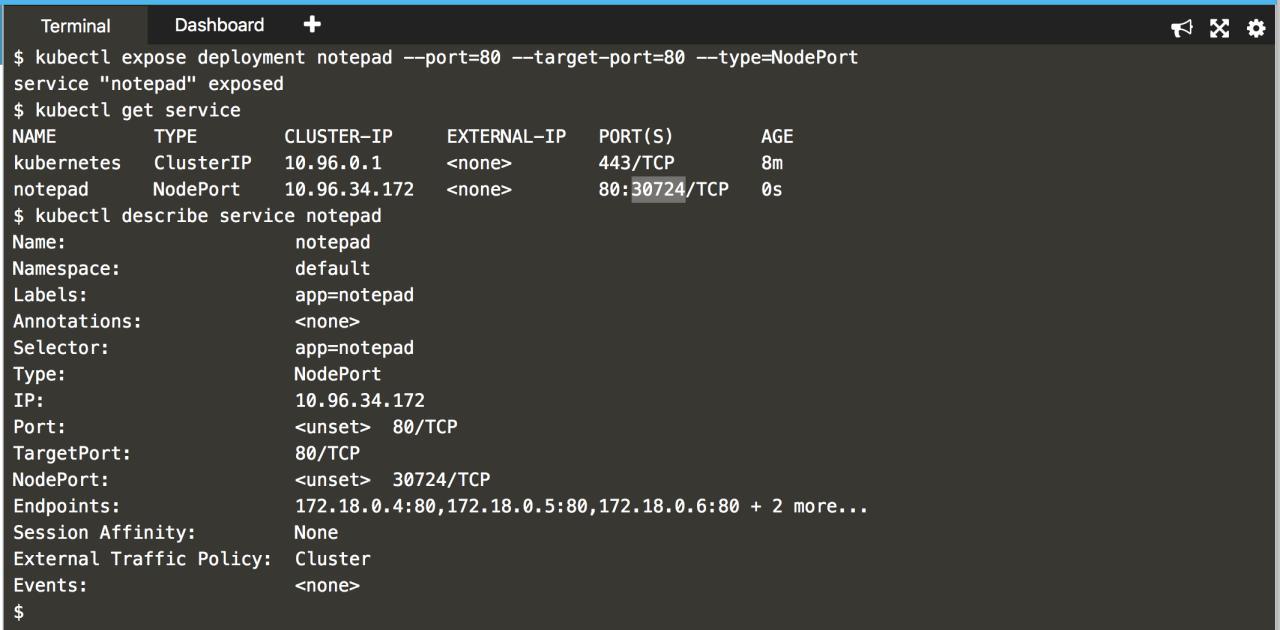 Terminal Dashboard +
$ kubectl expose deployment notepad --port=80 --target-port=80 --type=NodePort
service "notepad" exposed
$ kubectl get service
NAME TYPE CLUSTER-IP EXTERNAL-IP PORT(S) AGE
kubernetes ClusterIP 10.96.0.1 <none> 443/TCP 8m
notepad NodePort 10.96.34.172 <none> 80:30724/TCP 0s
$ kubectl describe service notepad
Name: notepad
Namespace: default
Labels: app=notepad
Annotations: <none>
Selector: app=notepad
Type: NodePort
IP: 10.96.34.172
Port: <unset> 80/TCP
TargetPort: 80/TCP
NodePort: <unset> 30724/TCP
Endpoints: 172.18.0.4:80,172.18.0.5:80,172.18.0.6:80 + 2 more...
Session Affinity: None
External Traffic Policy: Cluster
Events: <none>
$